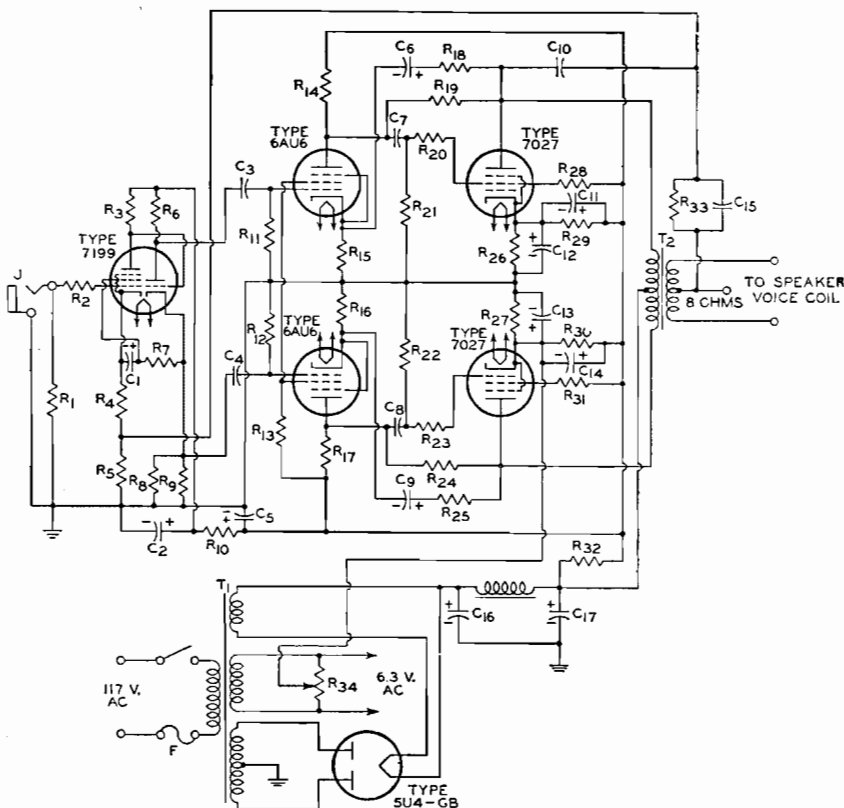 C6
R18
C10
R14
R19
TYPE
6AU6
C7
R20
TYPE
7027
R3
R6
C3
R28
C11
R33
C15
TYPE
7199
R11
R21
R29
T2
R15
R26
C12
J
R2
TO SPEAKER
VOICE COIL
8 OHMS
R16
C13
R12
TYPE
6AU6
R27
TYPE
7027
R30
C1
R7
C4
R22
C14
R31
R1
R4
C8
R23
R13
R17
R5
R8
R9
R24
C9
R25
C5
C2
R10
R32
T1
C16
C17
117 V.
AC
R34
6.3 V.
AC
F
TYPE
5U4-GB